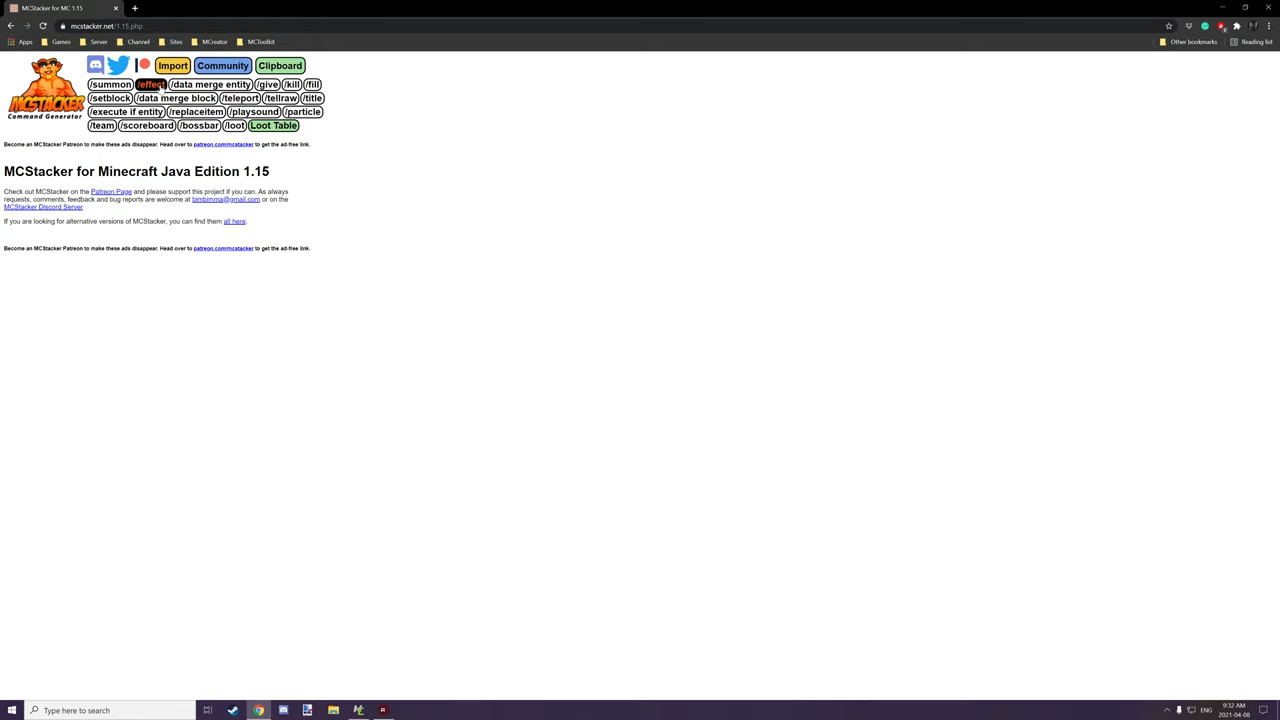 MCStacker for MC 1.15
mcstacker.net/1.15.php
Apps Games Server Channel Sites MCreator MCToolkit Other bookmarks Reading list
Import Community Clipboard
/summon /effect /data merge entity /give /kill /fill
/setblock /data merge block /teleport /tellraw /title
/execute if entity /replaceitem /playsound /particle
/team /scoreboard /bossbar /loot Loot Table
MCSTACKER
Command Generator
Become an MCStacker Patreon to make these ads disappear. Head over to patreon.com/mcstacker to get the ad-free link.
MCStacker for Minecraft Java Edition 1.15
Check out MCStacker on the Patreon Page and please support this project if you can. As always
requests, comments, feedback and bug reports are welcome at bimbimma@gmail.com or on the
MCStacker Discord Server
If you are looking for alternative versions of MCStacker, you can find them all here.
Become an MCStacker Patreon to make these ads disappear. Head over to patreon.com/mcstacker to get the ad-free link.
Type here to search
ENG
9:32 AM
2021-04-08